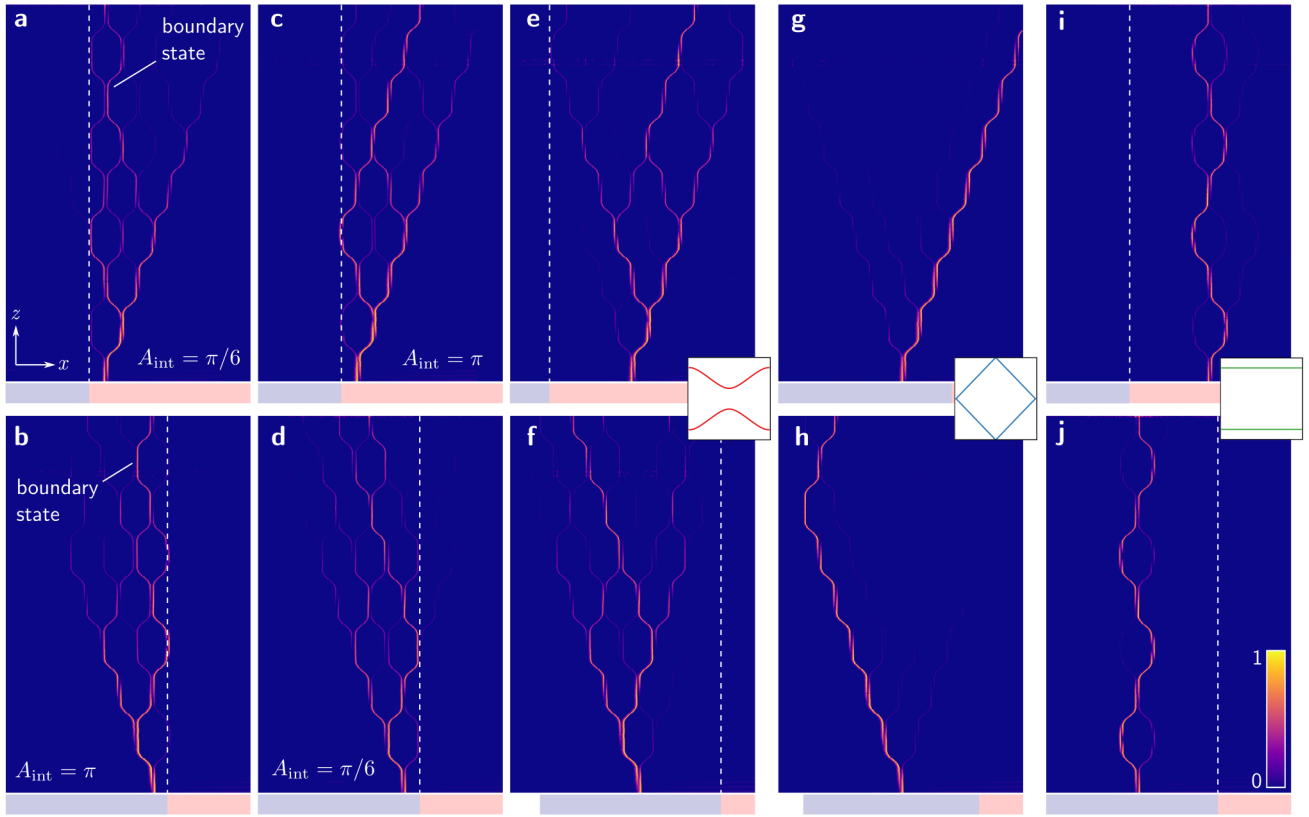 a
boundary
state
z
x
A_int = π/6
c
A_int = π
e
g
i
b
boundary
state
A_int = π
d
A_int = π/6
f
h
j
1
0